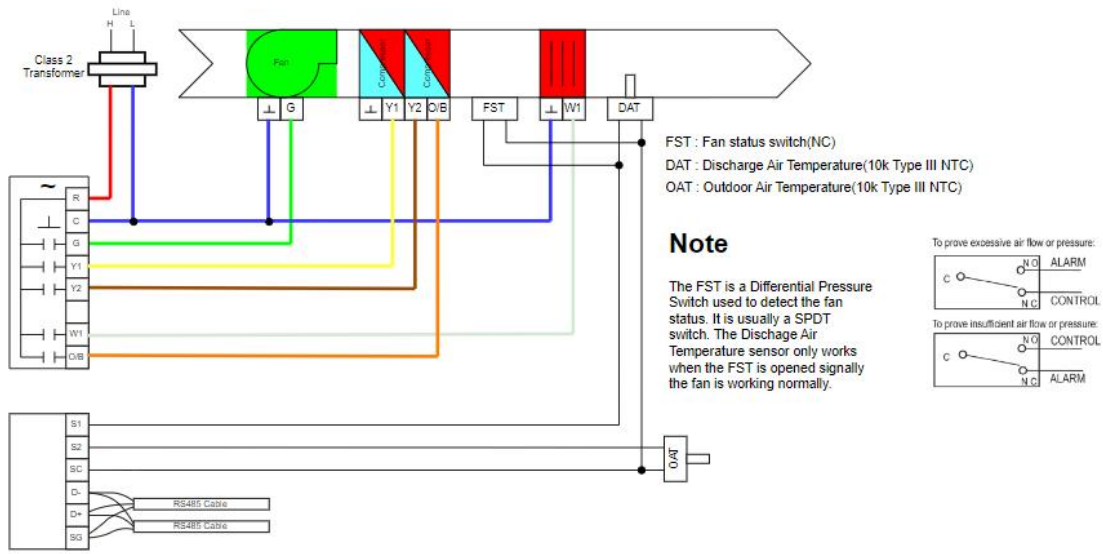 Line
H L
Class 2
Transformer
Fan
Compressor
Compressor
G
Y1 Y2 O/B
FST
W1
DAT
FST : Fan status switch(NC)
DAT : Discharge Air Temperature(10k Type III NTC)
OAT : Outdoor Air Temperature(10k Type III NTC)
~
R
C
G
Y1
Y2
W1
O/B
Note
The FST is a Differential Pressure
Switch used to detect the fan
status. It is usually a SPDT
switch. The Dischage Air
Temperature sensor only works
when the FST is opened signally
the fan is working normally.
To prove excessive air flow or pressure:
N O ALARM
C
N C CONTROL
To prove insufficient air flow or pressure:
N O CONTROL
C
N C ALARM
S1
S2
SC
D-
D+
SG
OAT
RS485 Cable
RS485 Cable